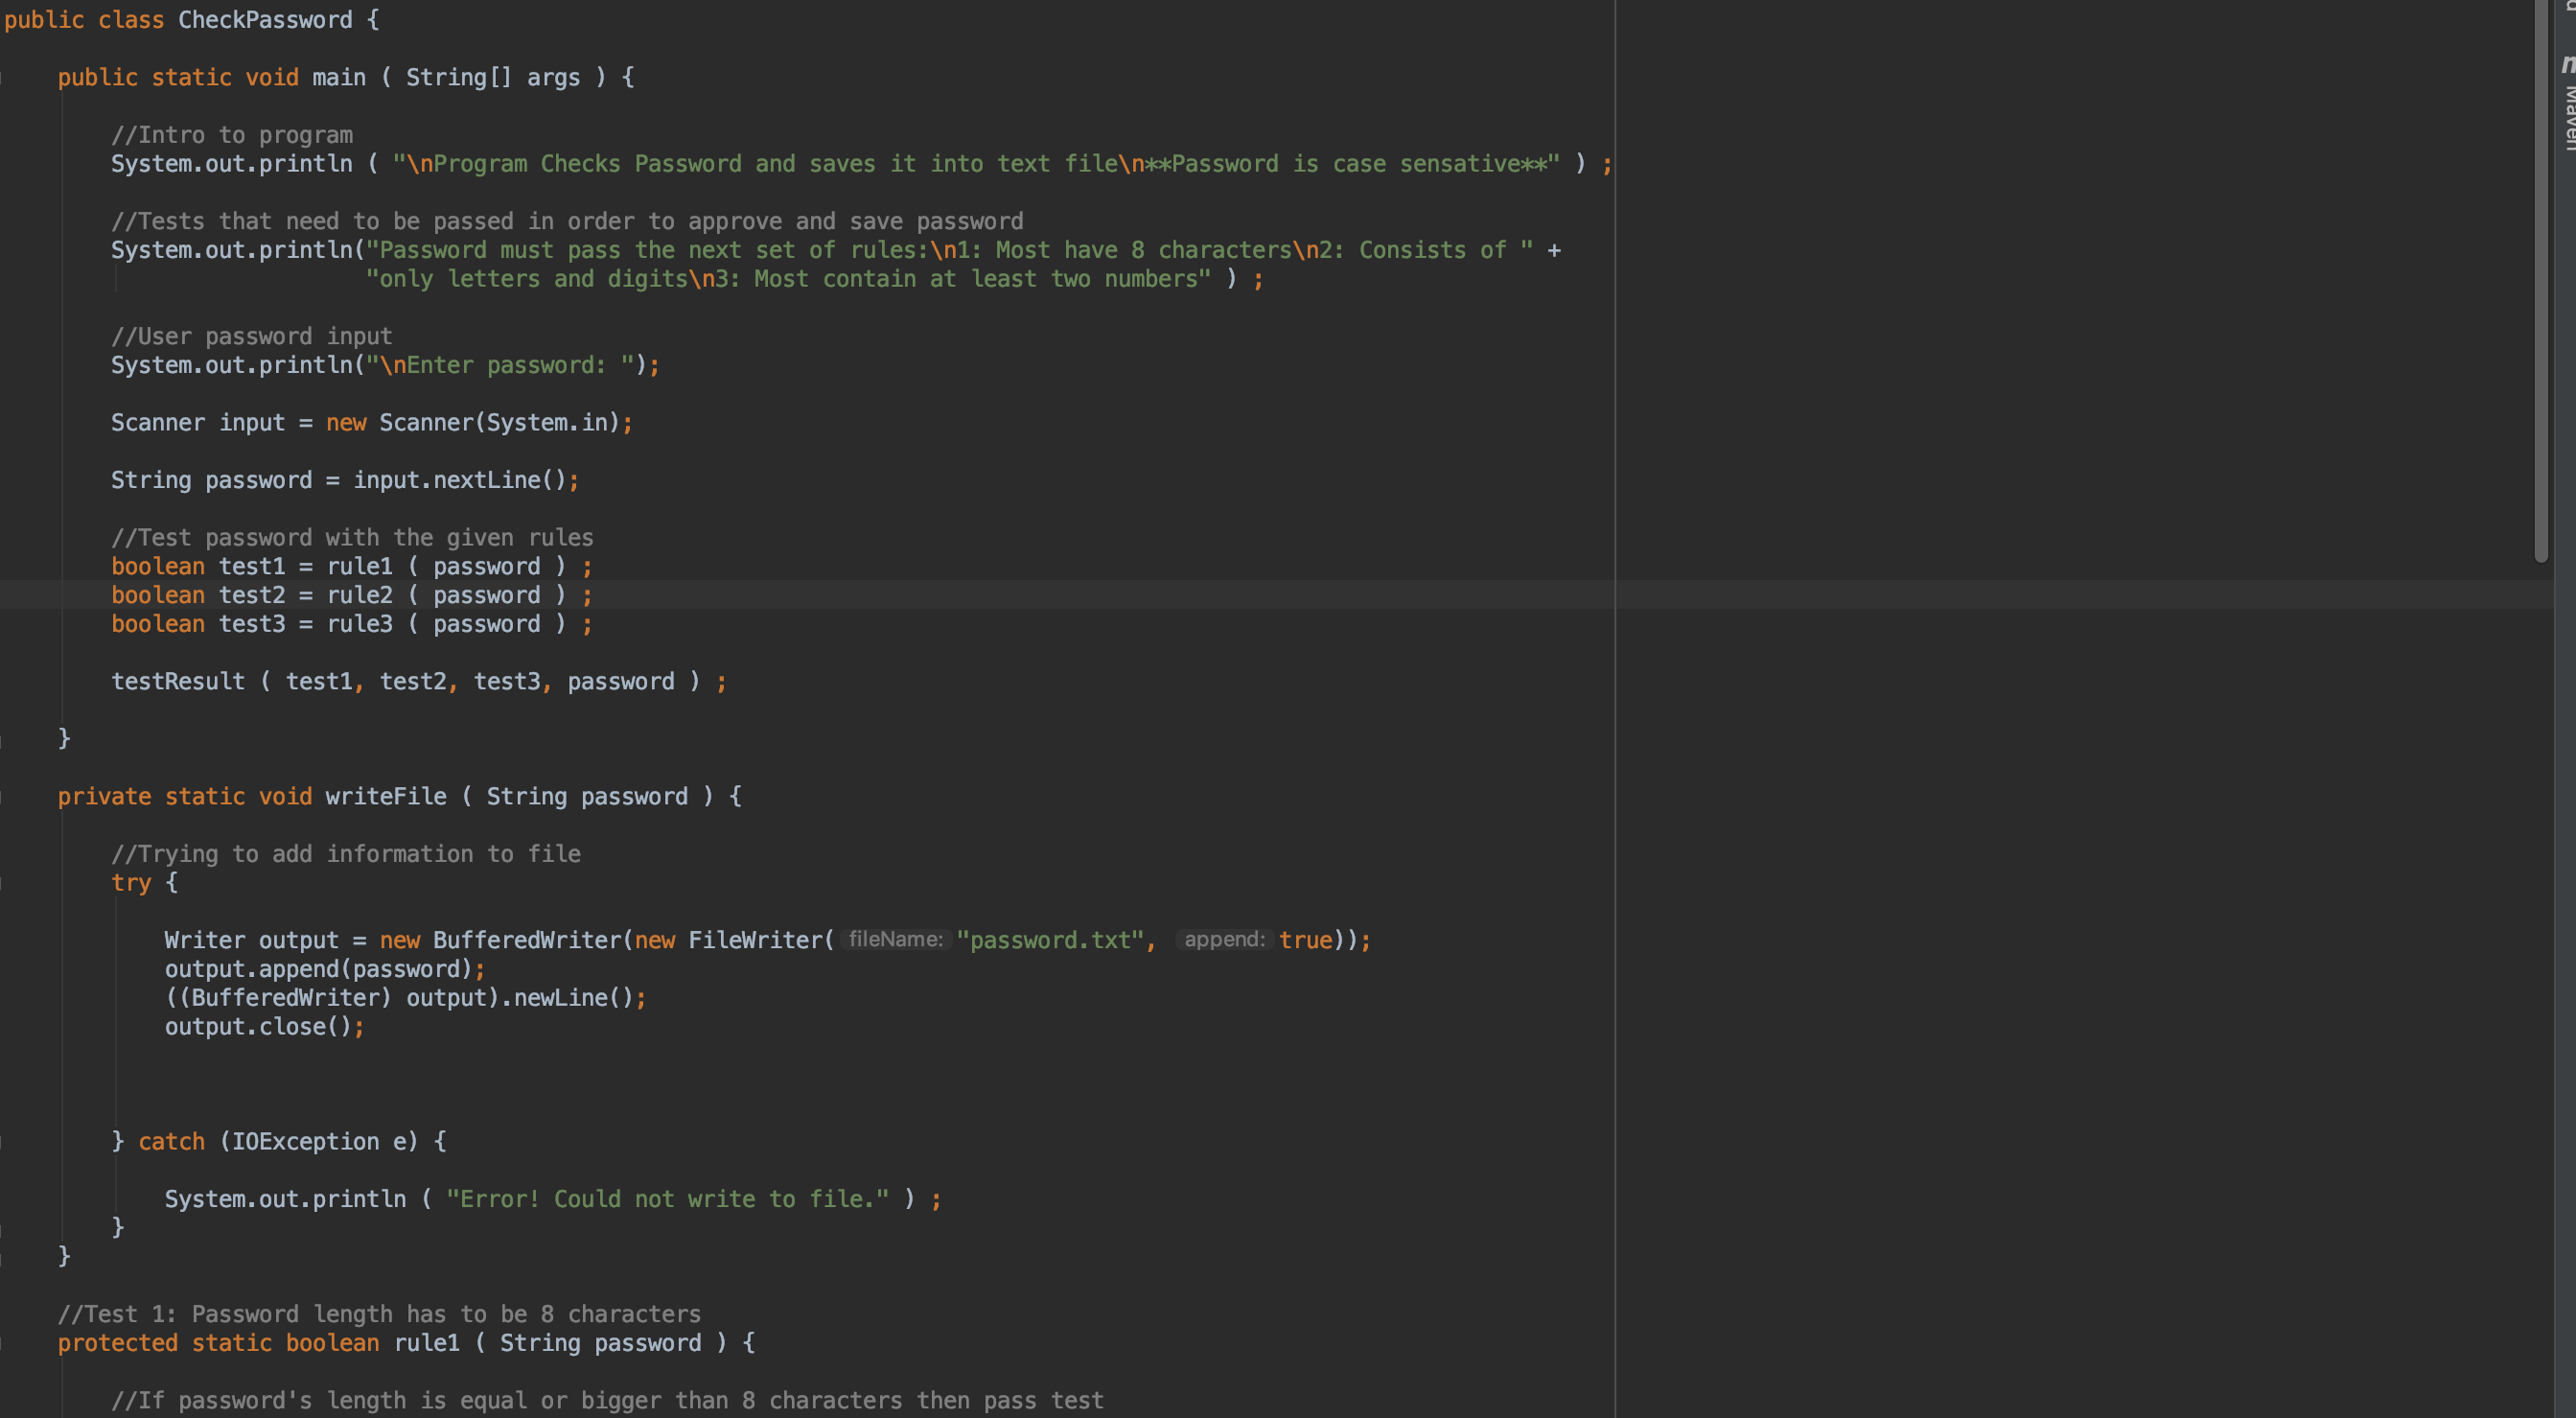 public class CheckPassword {
public static void main ( String[] args ) {
//Intro to program
System.out.println ( "\nProgram Checks Password and saves it into text file\n**Password is case sensative**" ) ;
//Tests that need to be passed in order to approve and save password
System.out.println("Password must pass the next set of rules:\n1: Most have 8 characters\n2: Consists of " +
"only letters and digits\n3: Most contain at least two numbers" ) ;
//User password input
System.out.println("\nEnter password: ");
Scanner input = new Scanner(System.in);
String password = input.nextLine();
//Test password with the given rules
boolean test1 = rule1 ( password ) ;
boolean test2 = rule2 ( password ) ;
boolean test3 = rule3 ( password ) ;
testResult ( test1, test2, test3, password ) ;
}
private static void writeFile ( String password ) {
//Trying to add information to file
try {
Writer output = new BufferedWriter(new FileWriter( fileName: "password.txt", append: true));
output.append(password);
((BufferedWriter) output).newLine();
output.close();
} catch (IOException e) {
System.out.println ( "Error! Could not write to file." ) ;
}
}
//Test 1: Password length has to be 8 characters
protected static boolean rule1 ( String password ) {
//If password's length is equal or bigger than 8 characters then pass test
Maven